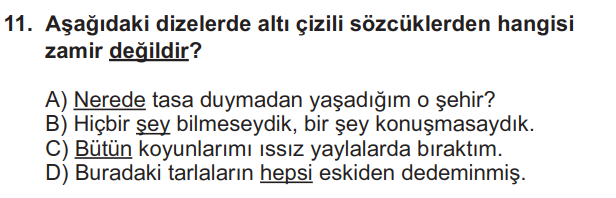 11. Aşağıdaki dizelerde altı çizili sözcüklerden hangisi
zamir değildir?
A) Nerede tasa duymadan yaşadığım o şehir?
B) Hiçbir şey bilmeseydik, bir şey konuşmasaydık.
C) Bütün koyunlarımı ıssız yaylalarda bıraktım.
D) Buradaki tarlaların hepsi eskiden dedeminmiş.